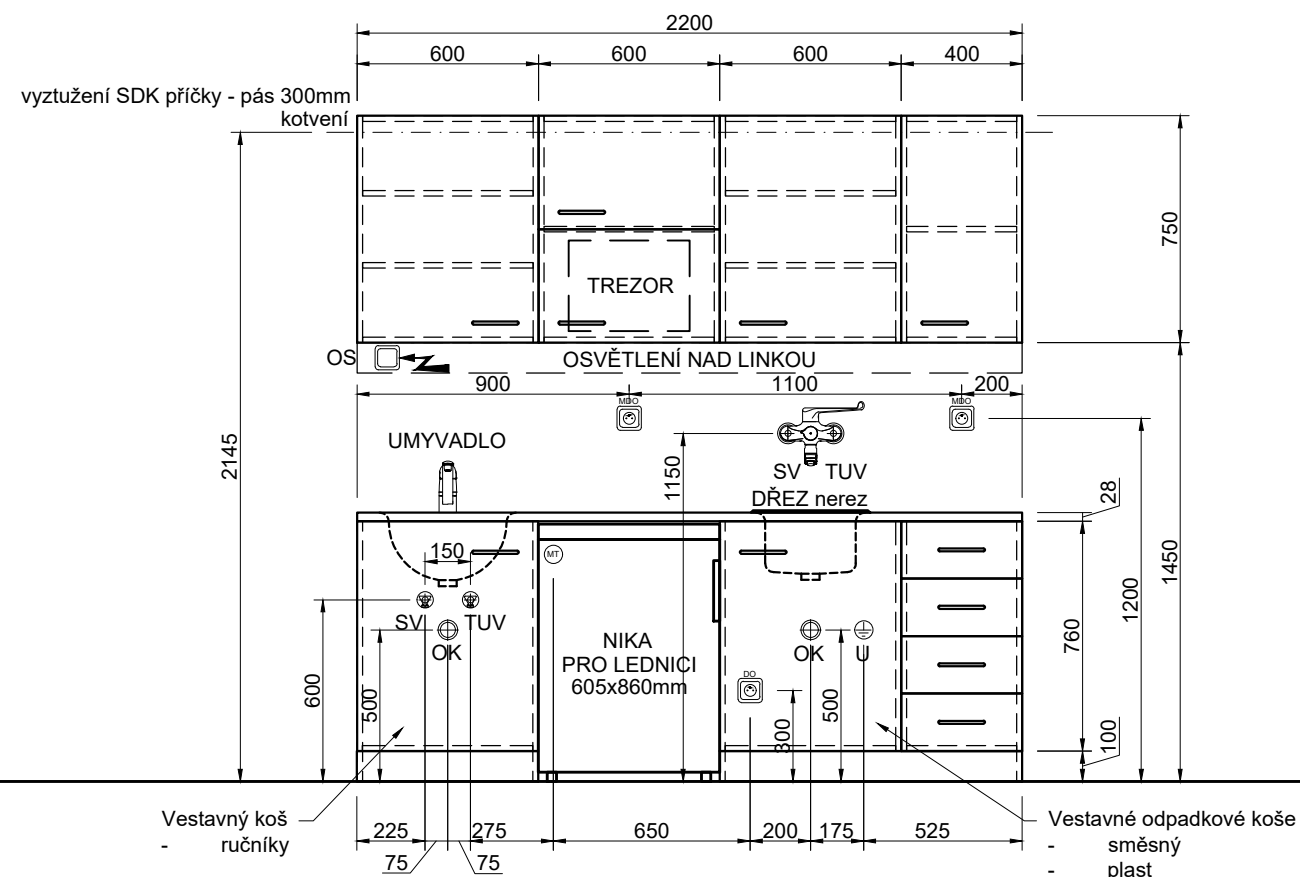 2200
600
600
600
400
vyztužení SDK příčky - pás 300mm
kotvení
750
TREZOR
OS
OSVĚTLENÍ NAD LINKOU
900
1100
200
MDO
MDO
2145
UMYVADLO
1150
SV
TUV
DŘEZ nerez
28
150
MT
1450
1200
SV
TUV
OK
NIKA
PRO LEDNICI
605x860mm
OK
U
DO
760
600
500
300
500
100
Vestavný koš
- ručníky
225
275
650
200
175
525
75
75
Vestavné odpadkové koše
- směsný
- plast